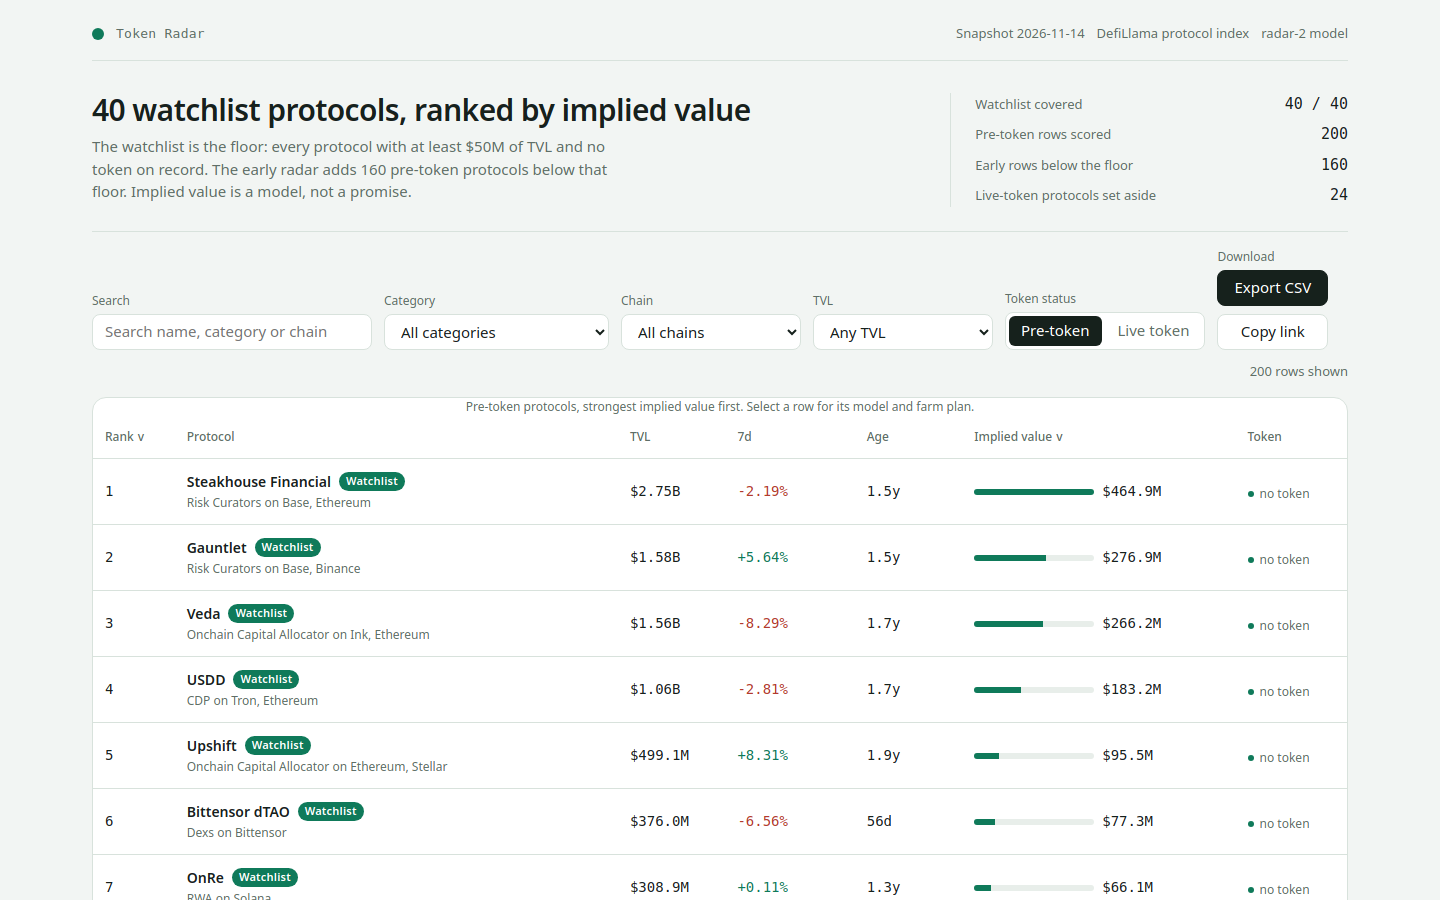 Token Radar
Snapshot 2026-11-14 DefiLlama protocol index radar-2 model
40 watchlist protocols, ranked by implied value
The watchlist is the floor: every protocol with at least $50M of TVL and no
token on record. The early radar adds 160 pre-token protocols below that
floor. Implied value is a model, not a promise.
Watchlist covered 40 / 40
Pre-token rows scored 200
Early rows below the floor 160
Live-token protocols set aside 24
Search Category Chain TVL Token status Download
Search name, category or chain All categories All chains Any TVL Pre-token Live token Export CSV
Copy link
200 rows shown
Pre-token protocols, strongest implied value first. Select a row for its model and farm plan.
Rank v Protocol TVL 7d Age Implied value v Token
1 Steakhouse Financial Watchlist $2.75B -2.19% 1.5y $464.9M no token
Risk Curators on Base, Ethereum
2 Gauntlet Watchlist $1.58B +5.64% 1.5y $276.9M no token
Risk Curators on Base, Binance
3 Veda Watchlist $1.56B -8.29% 1.7y $266.2M no token
Onchain Capital Allocator on Ink, Ethereum
4 USDD Watchlist $1.06B -2.81% 1.7y $183.2M no token
CDP on Tron, Ethereum
5 Upshift Watchlist $499.1M +8.31% 1.9y $95.5M no token
Onchain Capital Allocator on Ethereum, Stellar
6 Bittensor dTAO Watchlist $376.0M -6.56% 56d $77.3M no token
Dexs on Bittensor
7 OnRe Watchlist $308.9M +0.11% 1.3y $66.1M no token
RWA on Solana